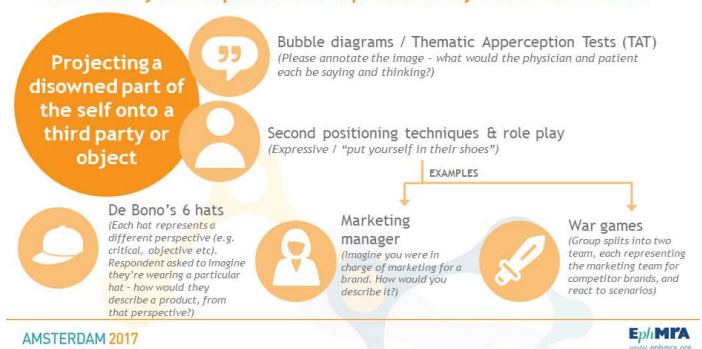 Projecting a
disowned part of
the self onto a
third party or
object
Bubble diagrams / Thematic Apperception Tests (TAT)
(Please annotate the image - what would the physician and patient
each be saying and thinking?)
Second positioning techniques & role play
(Expressive / “put yourself in their shoes”)
EXAMPLES
De Bono’s 6 hats
(Each hat represents a
different perspective (e.g.
critical, objective etc).
Respondent asked to imagine
they’re wearing a particular
hat - how would they
describe a product, from
that perspective?)
Marketing
manager
(Imagine you were in
charge of marketing for a
brand. How would you
describe it?)
War games
(Group splits into two
team, each representing
the marketing team for
competitor brands, and
react to scenarios)
AMSTERDAM 2017
EphMRA
www.ephmra.org